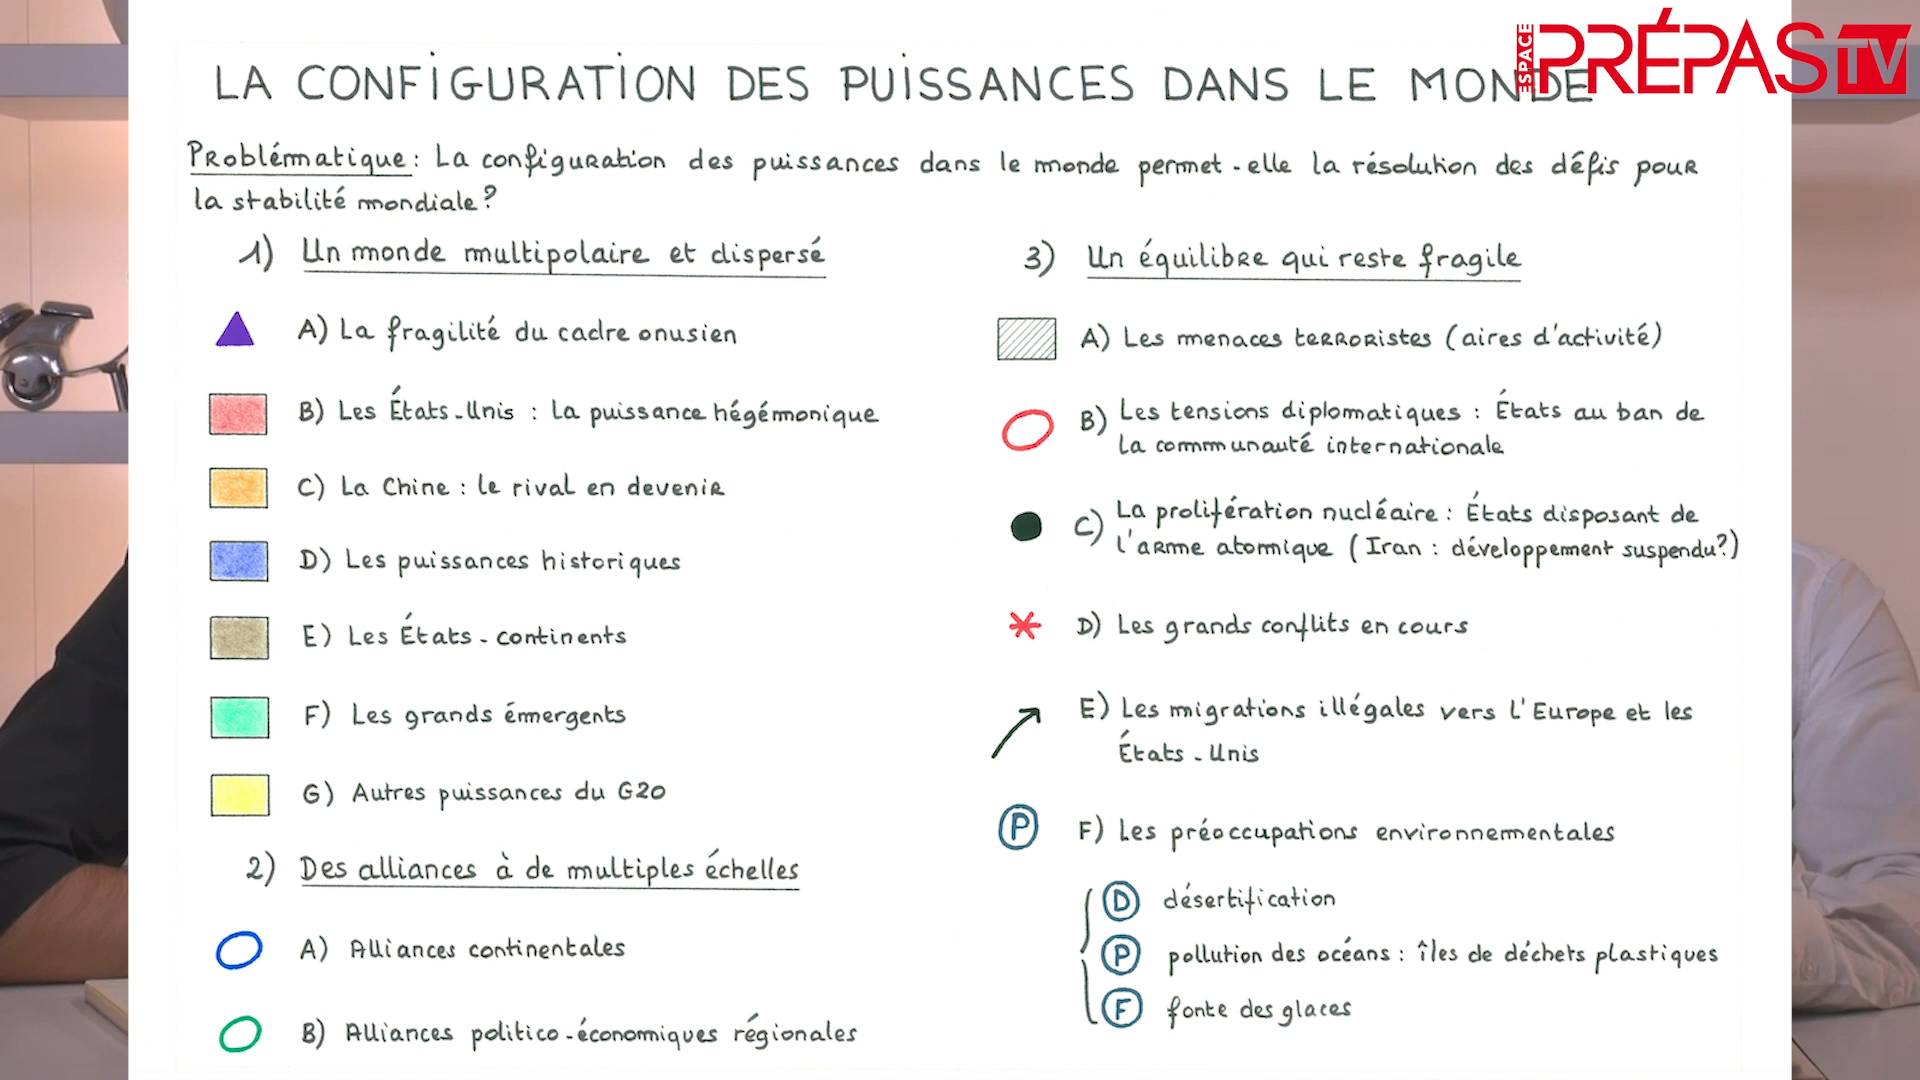 ESPACE PRÉPAS TV
LA CONFIGURATION DES PUISSANCES DANS LE MONDE
Problématique : La configuration des puissances dans le monde permet-elle la résolution des défis pour
la stabilité mondiale ?
1) Un monde multipolaire et dispersé
A) La fragilité du cadre onusien
B) Les États-Unis : la puissance hégémonique
C) La Chine : le rival en devenir
D) Les puissances historiques
E) Les États-continents
F) Les grands émergents
G) Autres puissances du G20
2) Des alliances à de multiples échelles
A) Alliances continentales
B) Alliances politico-économiques régionales
3) Un équilibre qui reste fragile
A) Les menaces terroristes (aires d'activité)
B) Les tensions diplomatiques : États au ban de
la communauté internationale
C) La prolifération nucléaire : États disposant de
l'arme atomique (Iran : développement suspendu?)
D) Les grands conflits en cours
E) Les migrations illégales vers l'Europe et les
États-Unis
P F) Les préoccupations environnementales
D désertification
P pollution des océans : îles de déchets plastiques
F fonte des glaces